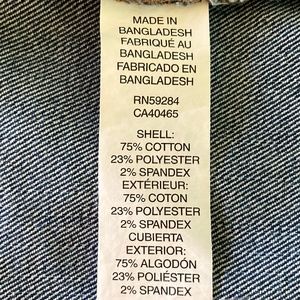 MADE IN
BANGLADESH
FABRIQUÉ AU
BANGLADESH
FABRICADO EN
BANGLADESH
RN59284
CA40465
SHELL:
75% COTTON
23% POLYESTER
2% SPANDEX
EXTÉRIEUR:
75% COTON
23% POLYESTER
2% SPANDEX
CUBIERTA
EXTERIOR:
75% ALGODÓN
23% POLIÉSTER
2% SPANDEX